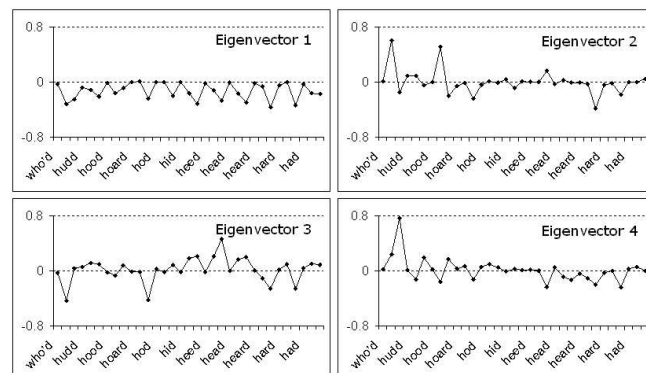 0.8
Eigenvector 1
0
-0.8
who'd
hudd
hood
hoard
hod
hid
heed
head
heard
hard
had
0.8
Eigenvector 2
0
-0.8
who'd
hudd
hood
hoard
hod
hid
heed
head
heard
hard
had
0.8
Eigenvector 3
0
-0.8
who'd
hudd
hood
hoard
hod
hid
heed
head
heard
hard
had
0.8
Eigenvector 4
0
-0.8
who'd
hudd
hood
hoard
hod
hid
heed
head
heard
hard
had